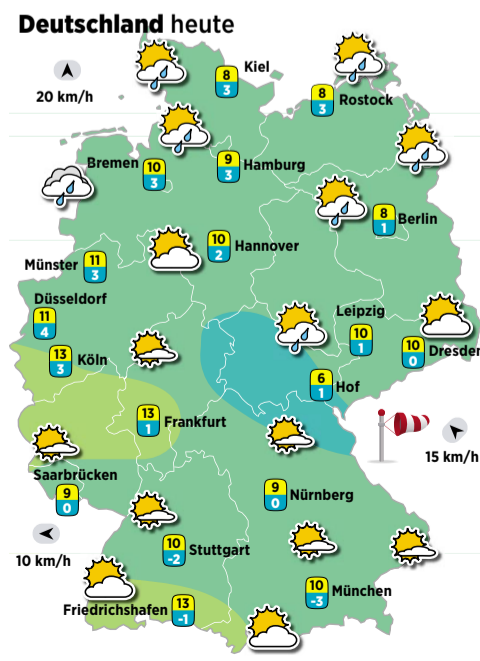 Deutschland heute
Kiel
8
3
20 km/h
8
3
Rostock
Bremen
10
3
9
3
Hamburg
8
1
Berlin
10
2
Hannover
Münster
11
3
Düsseldorf
11
4
Leipzig
10
1
10
0
Dresden
13
3
Köln
6
1
Hof
13
1
Frankfurt
15 km/h
Saarbrücken
9
0
9
0
Nürnberg
10
-2
Stuttgart
10 km/h
10
-3
München
Friedrichshafen
13
-1